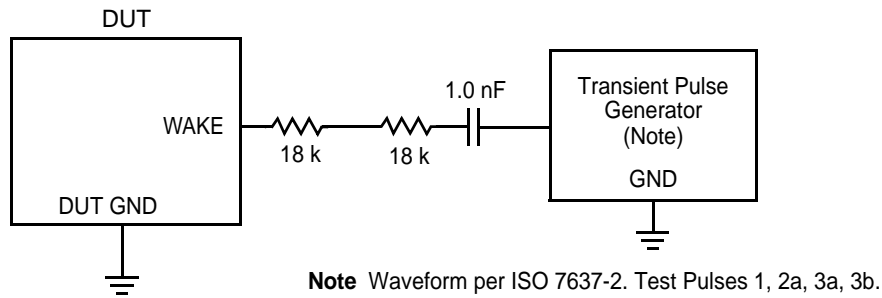 DUT
WAKE
18 k
18 k
1.0 nF
DUT GND
Transient Pulse
Generator
(Note)
GND
Note Waveform per ISO 7637-2. Test Pulses 1, 2a, 3a, 3b.